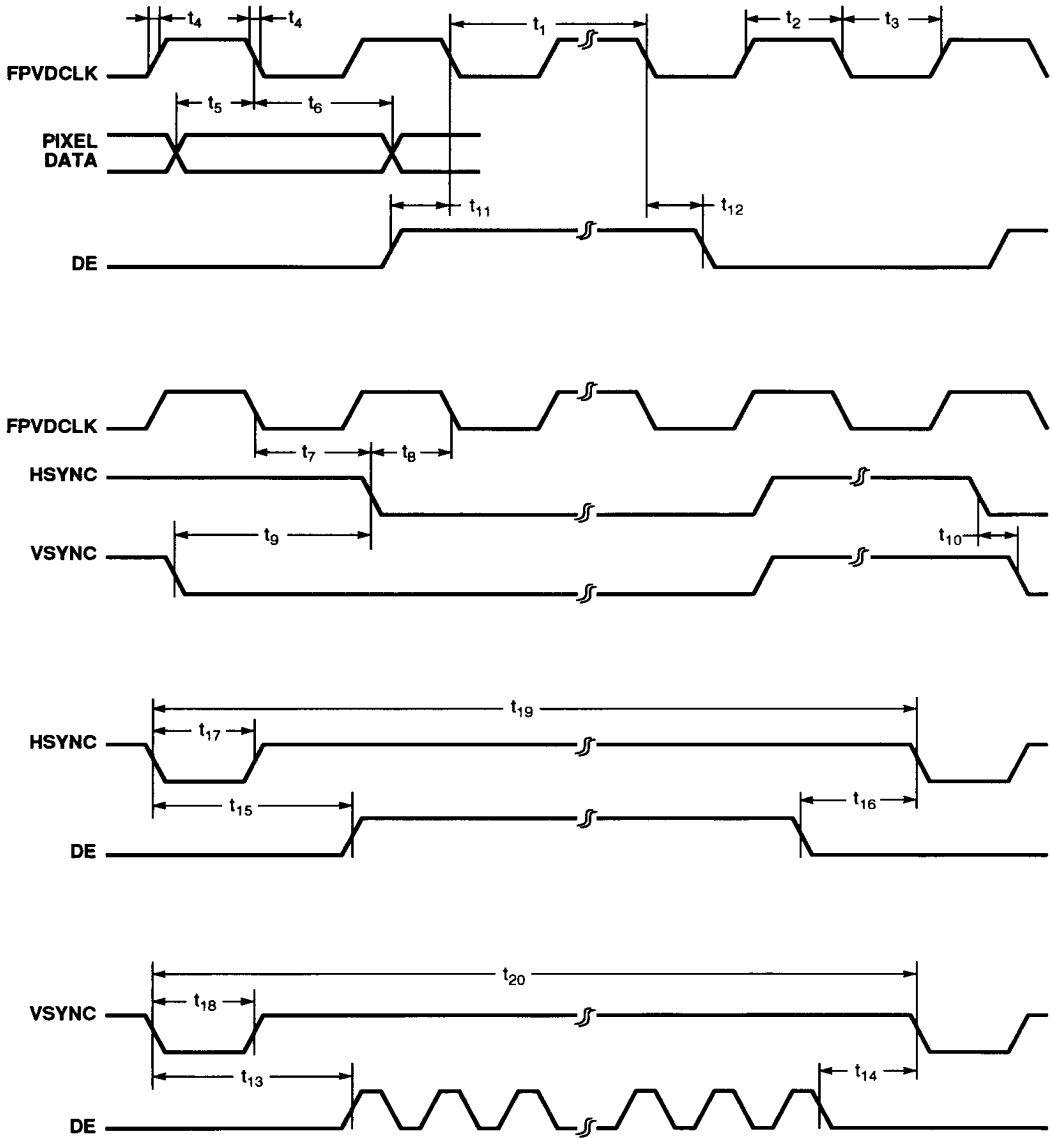 t4 t4 t1 t2 t3
FPVDCLK
t5 t6
PIXEL
DATA
t11 t12
DE
FPVDCLK
t7 t8
HSYNC
t9 t10
VSYNC
t19
t17
HSYNC
t15 t16
DE
t20
t18
VSYNC
t13 t14
DE